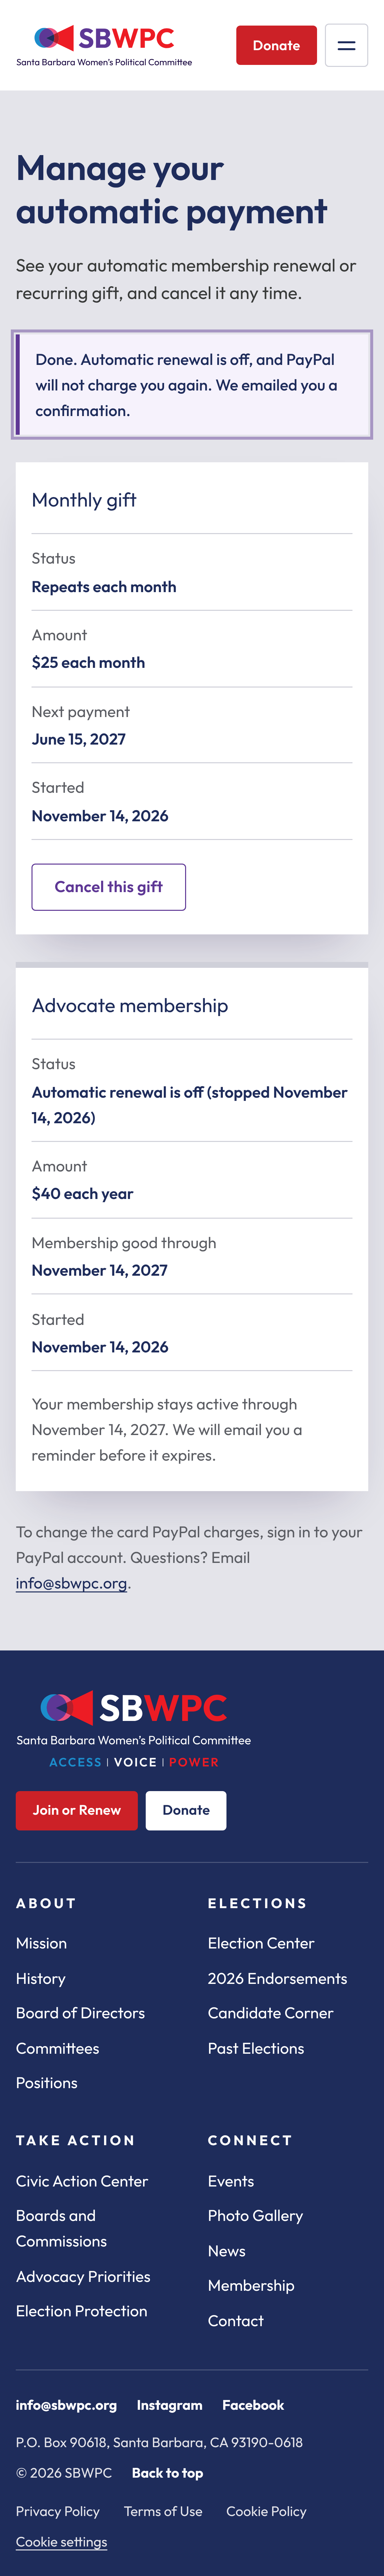 SBWPC
Santa Barbara Women's Political Committee
Donate
Manage your
automatic payment
See your automatic membership renewal or
recurring gift, and cancel it any time.
Done. Automatic renewal is off, and PayPal
will not charge you again. We emailed you a
confirmation.
Monthly gift
Status
Repeats each month
Amount
$25 each month
Next payment
June 15, 2027
Started
November 14, 2026
Cancel this gift
Advocate membership
Status
Automatic renewal is off (stopped November
14, 2026)
Amount
$40 each year
Membership good through
November 14, 2027
Started
November 14, 2026
Your membership stays active through
November 14, 2027. We will email you a
reminder before it expires.
To change the card PayPal charges, sign in to your
PayPal account. Questions? Email
info@sbwpc.org.
SBWPC
Santa Barbara Women's Political Committee
ACCESS | VOICE | POWER
Join or Renew
Donate
ABOUT
Mission
History
Board of Directors
Committees
Positions
ELECTIONS
Election Center
2026 Endorsements
Candidate Corner
Past Elections
TAKE ACTION
Civic Action Center
Boards and
Commissions
Advocacy Priorities
Election Protection
CONNECT
Events
Photo Gallery
News
Membership
Contact
info@sbwpc.org Instagram Facebook
P.O. Box 90618, Santa Barbara, CA 93190-0618
© 2026 SBWPC Back to top
Privacy Policy Terms of Use Cookie Policy
Cookie settings